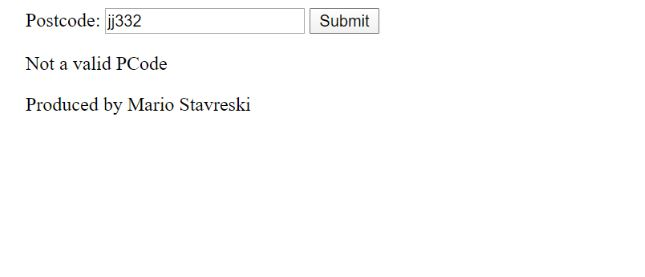 Postcode: jj332 Submit
Not a valid PCode
Produced by Mario Stavreski